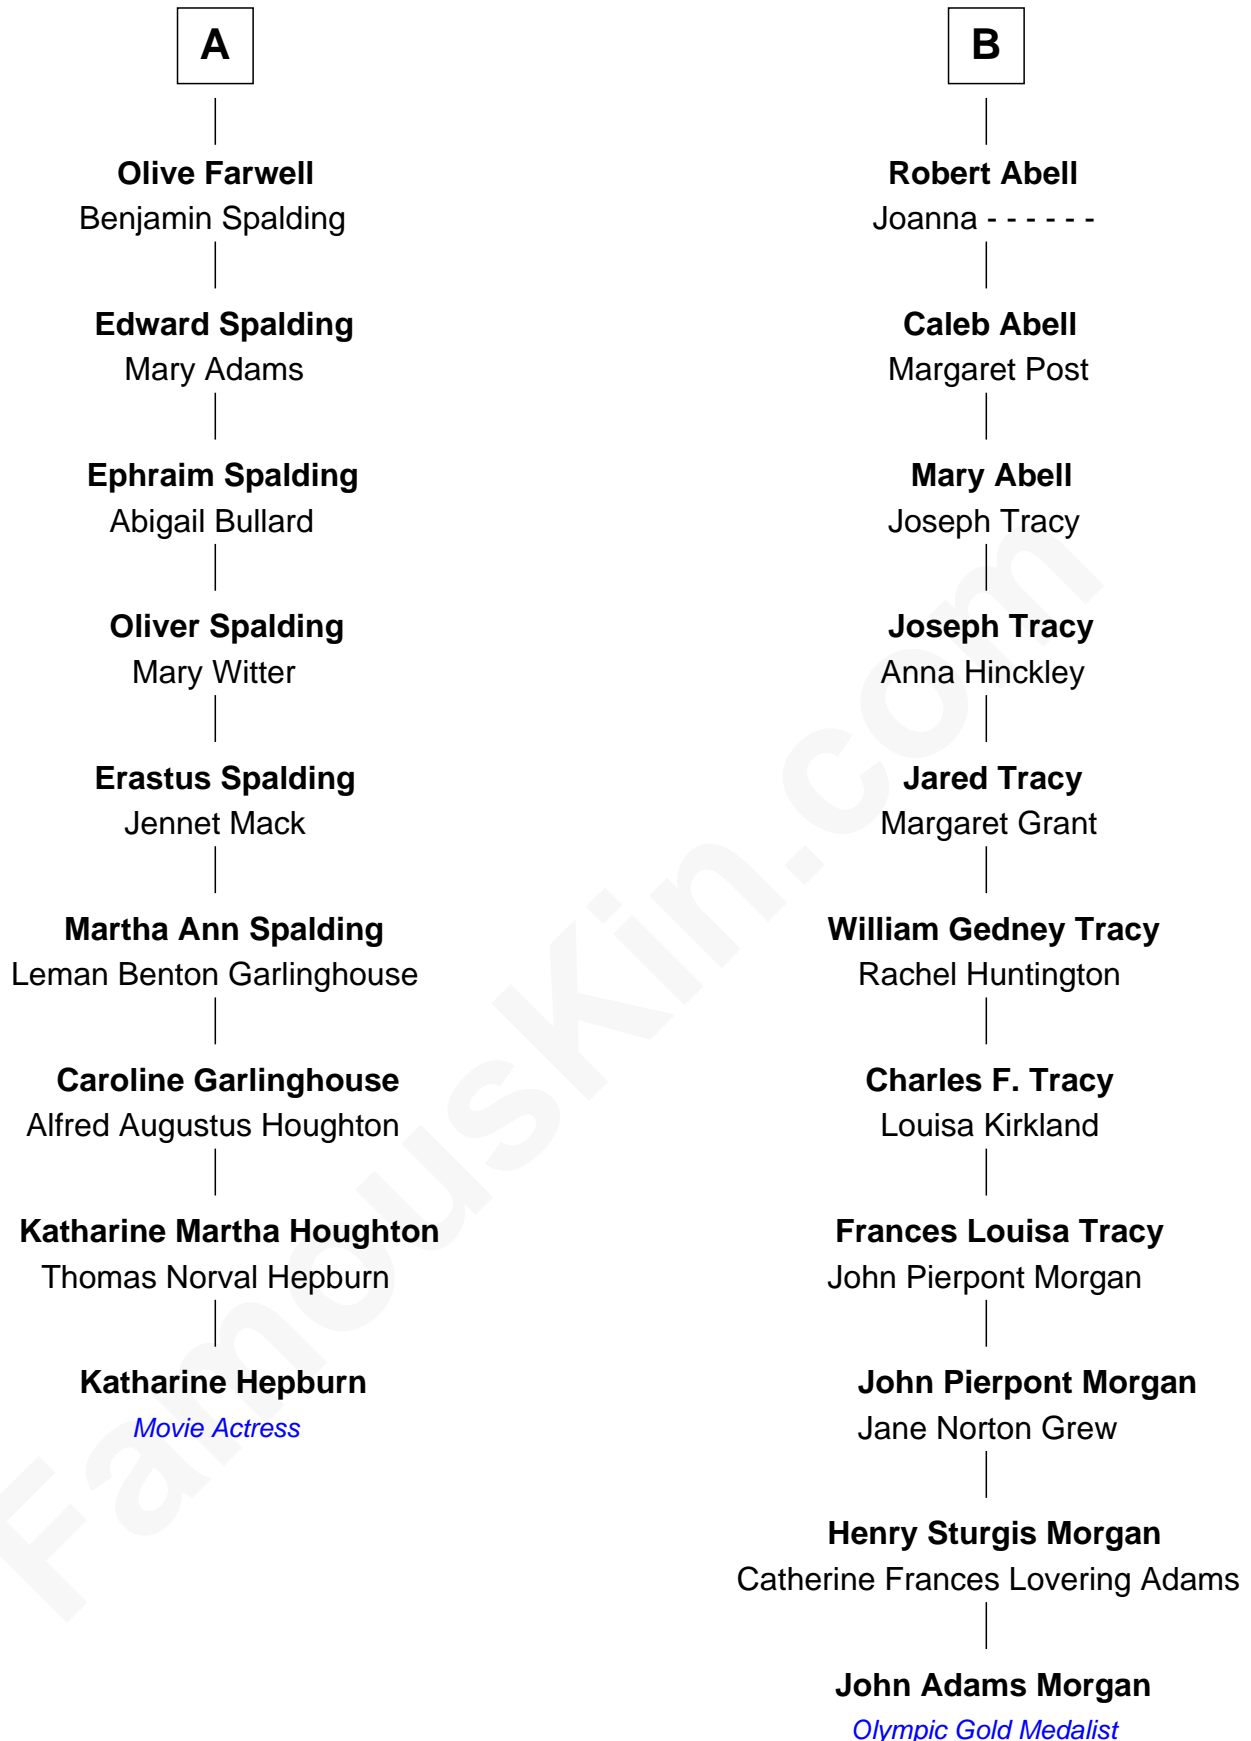 A
Olive Farwell
Benjamin Spalding
Edward Spalding
Mary Adams
Ephraim Spalding
Abigail Bullard
Oliver Spalding
Mary Witter
Erastus Spalding
Jennet Mack
Martha Ann Spalding
Leman Benton Garlinghouse
Caroline Garlinghouse
Alfred Augustus Houghton
Katharine Martha Houghton
Thomas Norval Hepburn
Katharine Hepburn
Movie Actress
B
Robert Abell
Joanna - - - - - -
Caleb Abell
Margaret Post
Mary Abell
Joseph Tracy
Joseph Tracy
Anna Hinckley
Jared Tracy
Margaret Grant
William Gedney Tracy
Rachel Huntington
Charles F. Tracy
Louisa Kirkland
Frances Louisa Tracy
John Pierpont Morgan
John Pierpont Morgan
Jane Norton Grew
Henry Sturgis Morgan
Catherine Frances Lovering Adams
John Adams Morgan
Olympic Gold Medalist
FamousKin.com